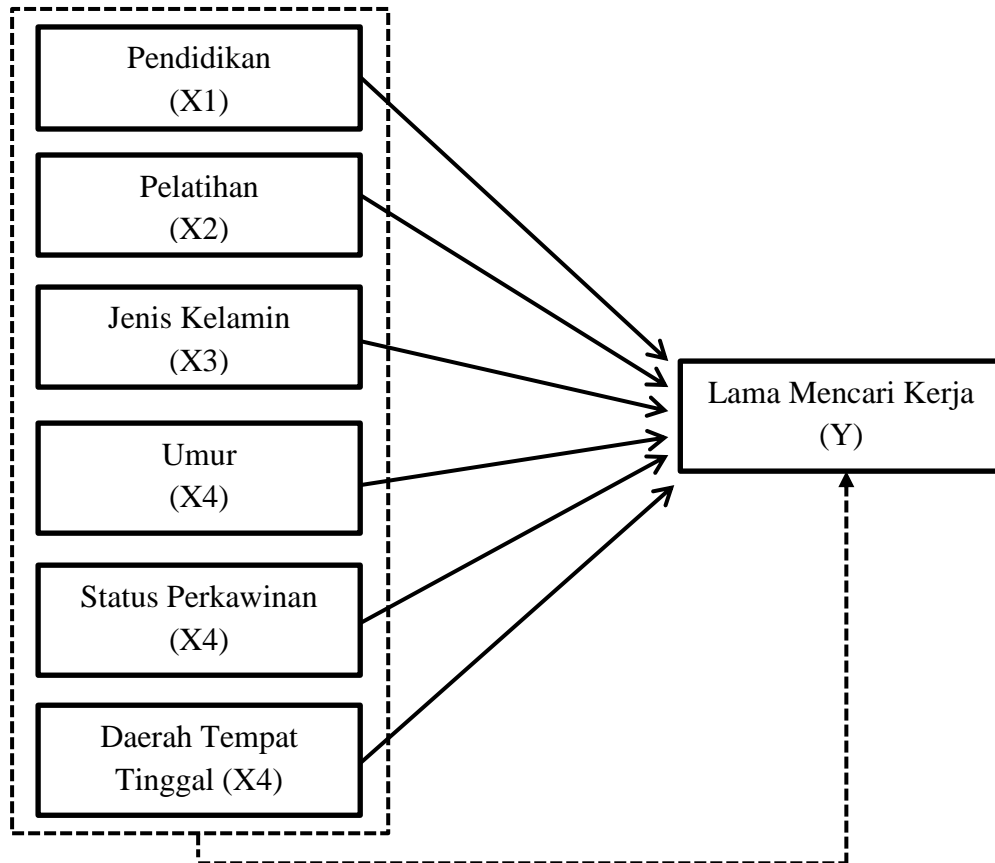 Pendidikan
(X1)
Pelatihan
(X2)
Jenis Kelamin
(X3)
Umur
(X4)
Status Perkawinan
(X4)
Daerah Tempat
Tinggal (X4)
Lama Mencari Kerja
(Y)